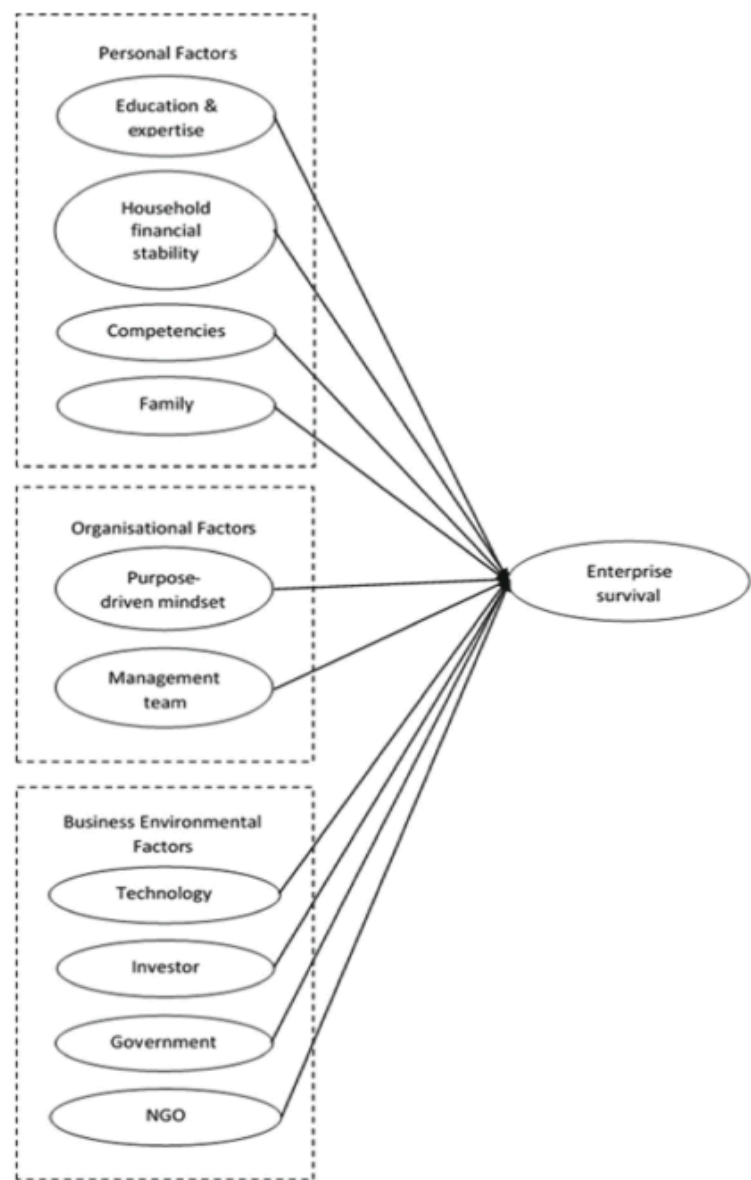 Personal Factors
Education &
expertise
Household
financial
stability
Competencies
Family
Organisational Factors
Purpose-
driven mindset
Management
team
Enterprise
survival
Business Environmental
Factors
Technology
Investor
Government
NGO